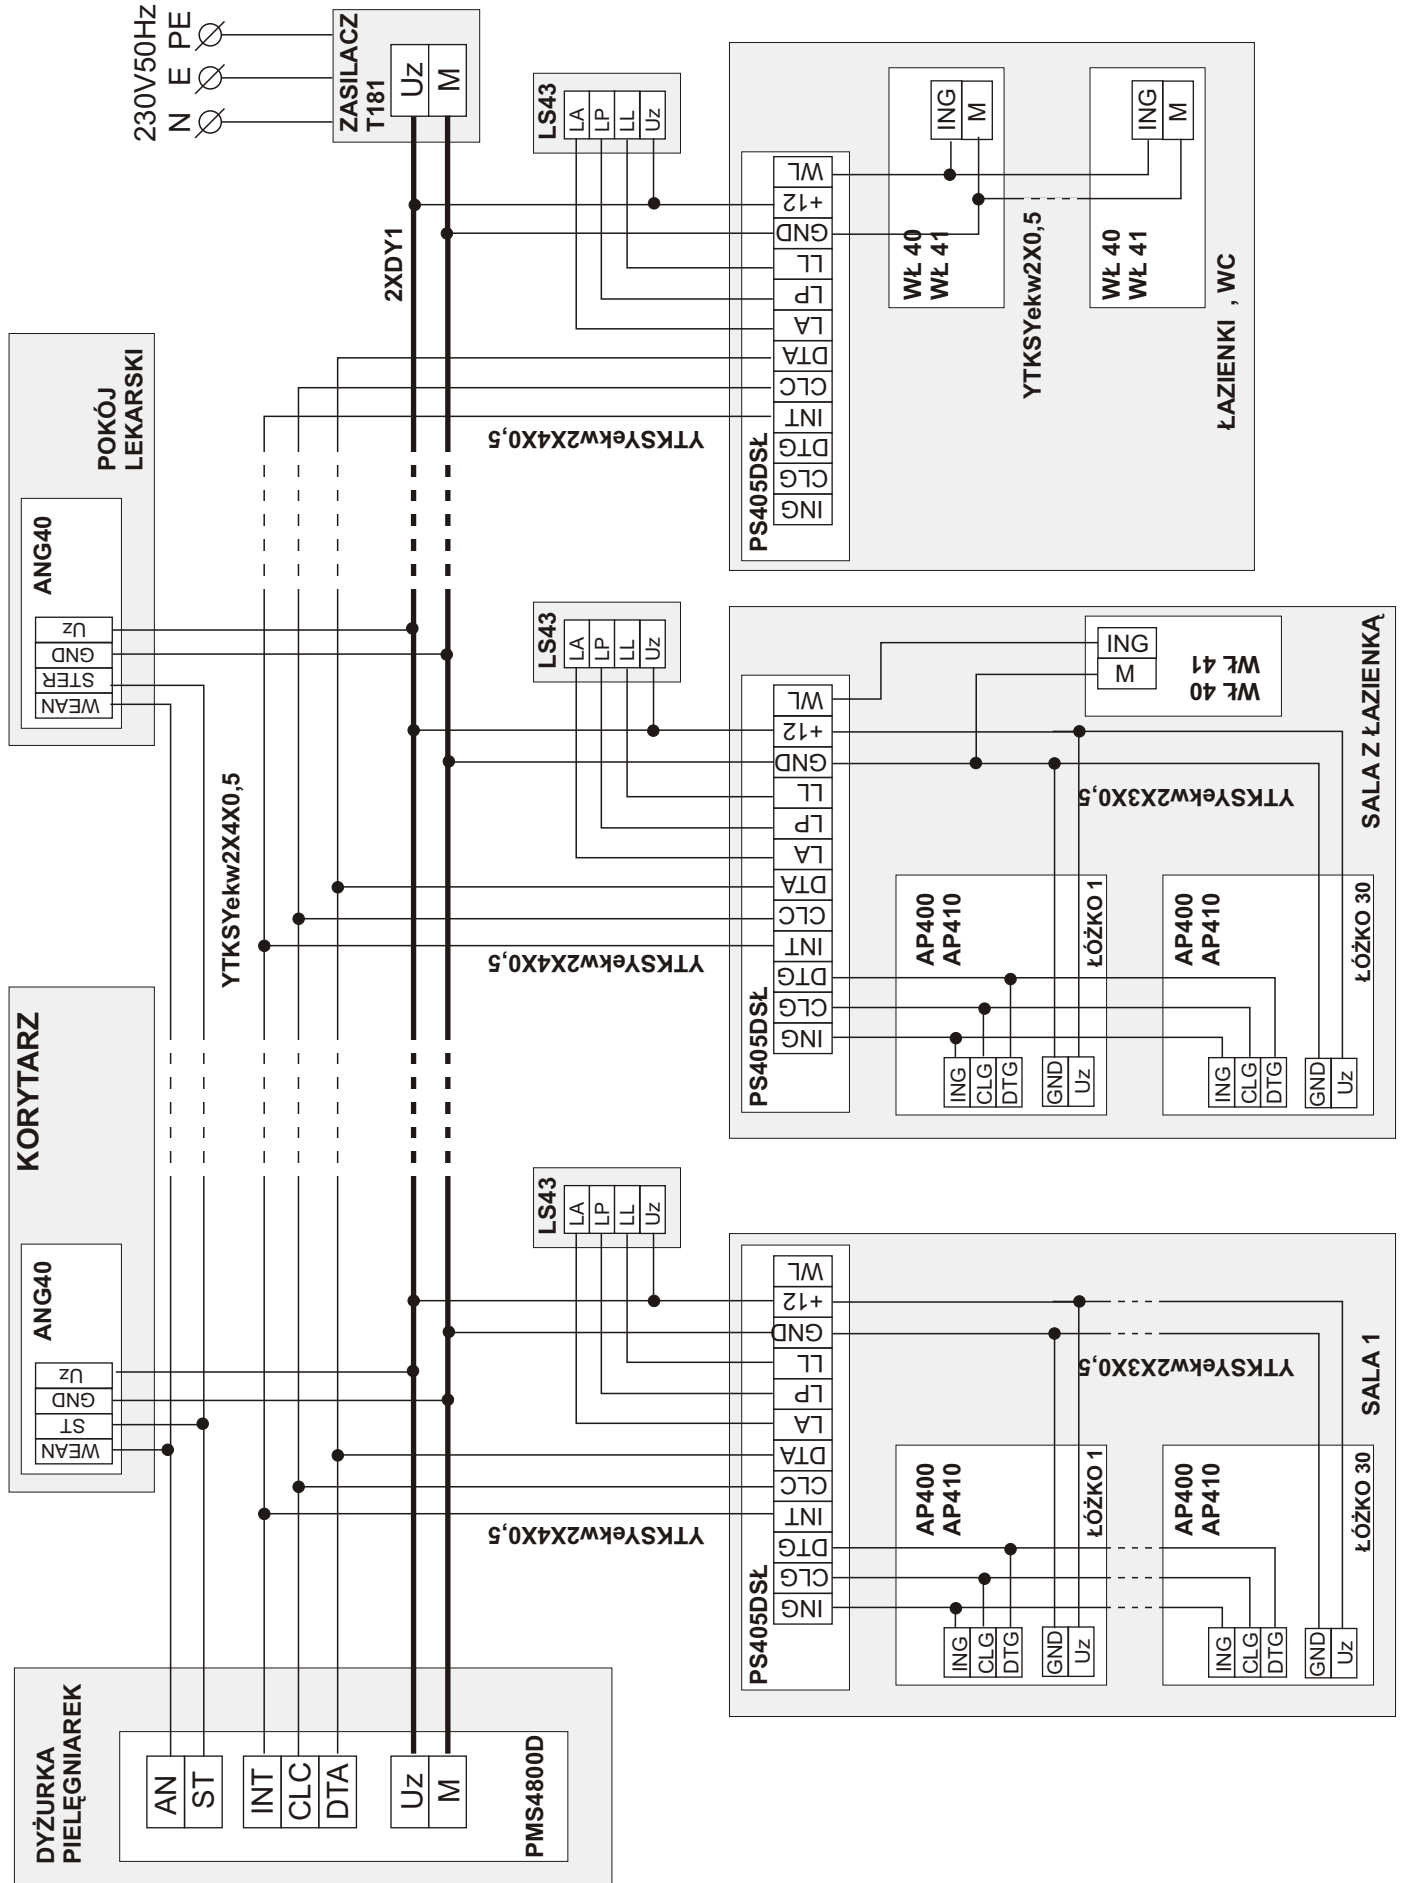 230V50Hz
N
E
PE
ZASILACZ
T181
Uz
M
2XDY1
POKÓJ
LEKARSKI
ANG40
Uz
GND
STER
WEAN
KORYTARZ
ANG40
Uz
GND
ST
WEAN
YTKSYekw2X4X0,5
DYŻURKA
PIELĘGNIAREK
PMS4800D
AN
ST
INT
CLC
DTA
Uz
M
LS43
LA
LP
LL
Uz
YTKSYekw2X4X0,5
PS405DSŁ
WL
+12
GND
LL
LP
LA
DTA
CLC
INT
DTG
CLG
ING
WŁ 40
WŁ 41
ING
M
YTKSYekw2X0,5
WŁ 40
WŁ 41
ING
M
ŁAZIENKI , WC
LS43
LA
LP
LL
Uz
YTKSYekw2X4X0,5
PS405DSŁ
WL
+12
GND
LL
LP
LA
DTA
CLC
INT
DTG
CLG
ING
ING
M
WŁ 40
WŁ 41
YTKSYekw2X3X0,5
AP400
AP410
ŁÓŻKO 1
ING
CLG
DTG
GND
Uz
AP400
AP410
ŁÓŻKO 30
ING
CLG
DTG
GND
Uz
SALA Z ŁAZIENKĄ
LS43
LA
LP
LL
Uz
YTKSYekw2X4X0,5
PS405DSŁ
WL
+12
GND
LL
LP
LA
DTA
CLC
INT
DTG
CLG
ING
YTKSYekw2X3X0,5
AP400
AP410
ŁÓŻKO 1
ING
CLG
DTG
GND
Uz
AP400
AP410
ŁÓŻKO 30
ING
CLG
DTG
GND
Uz
SALA 1